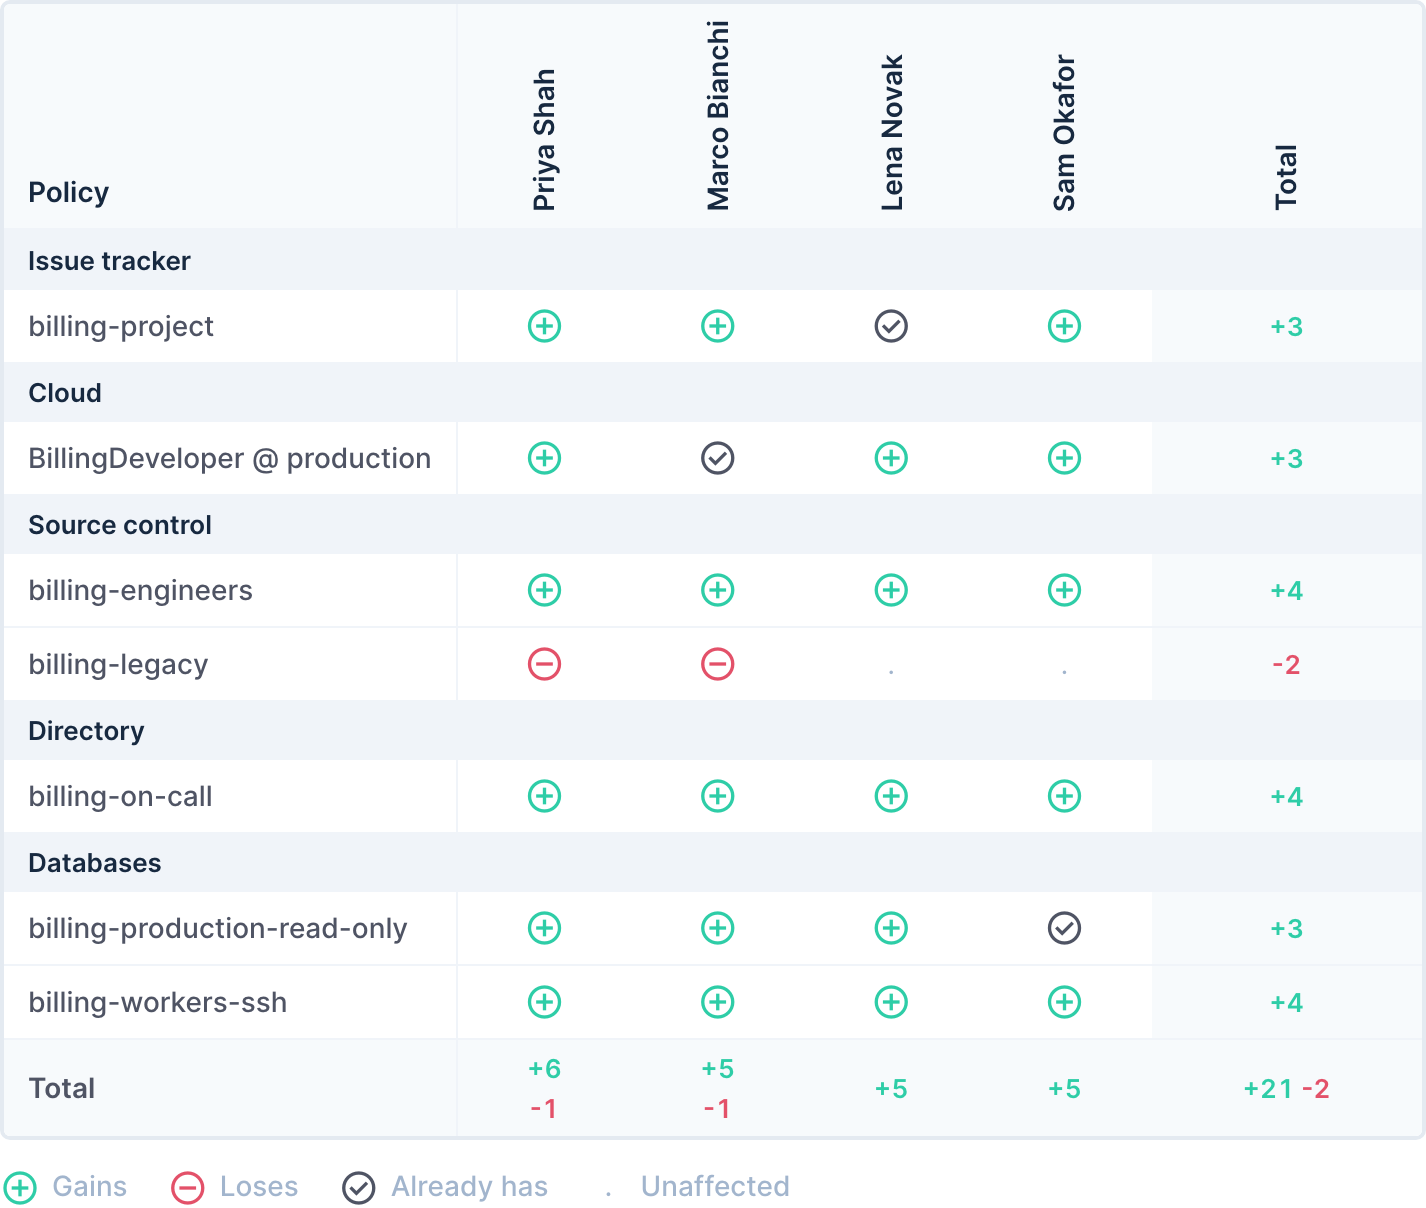 Policy
Priya Shah
Marco Bianchi
Lena Novak
Sam Okafor
Total
Issue tracker
billing-project +3
Cloud
BillingDeveloper @ production +3
Source control
billing-engineers +4
billing-legacy . . -2
Directory
billing-on-call +4
Databases
billing-production-read-only +3
billing-workers-ssh +4
Total +6 -1 +5 -1 +5 +5 +21 -2
Gains Loses Already has . Unaffected